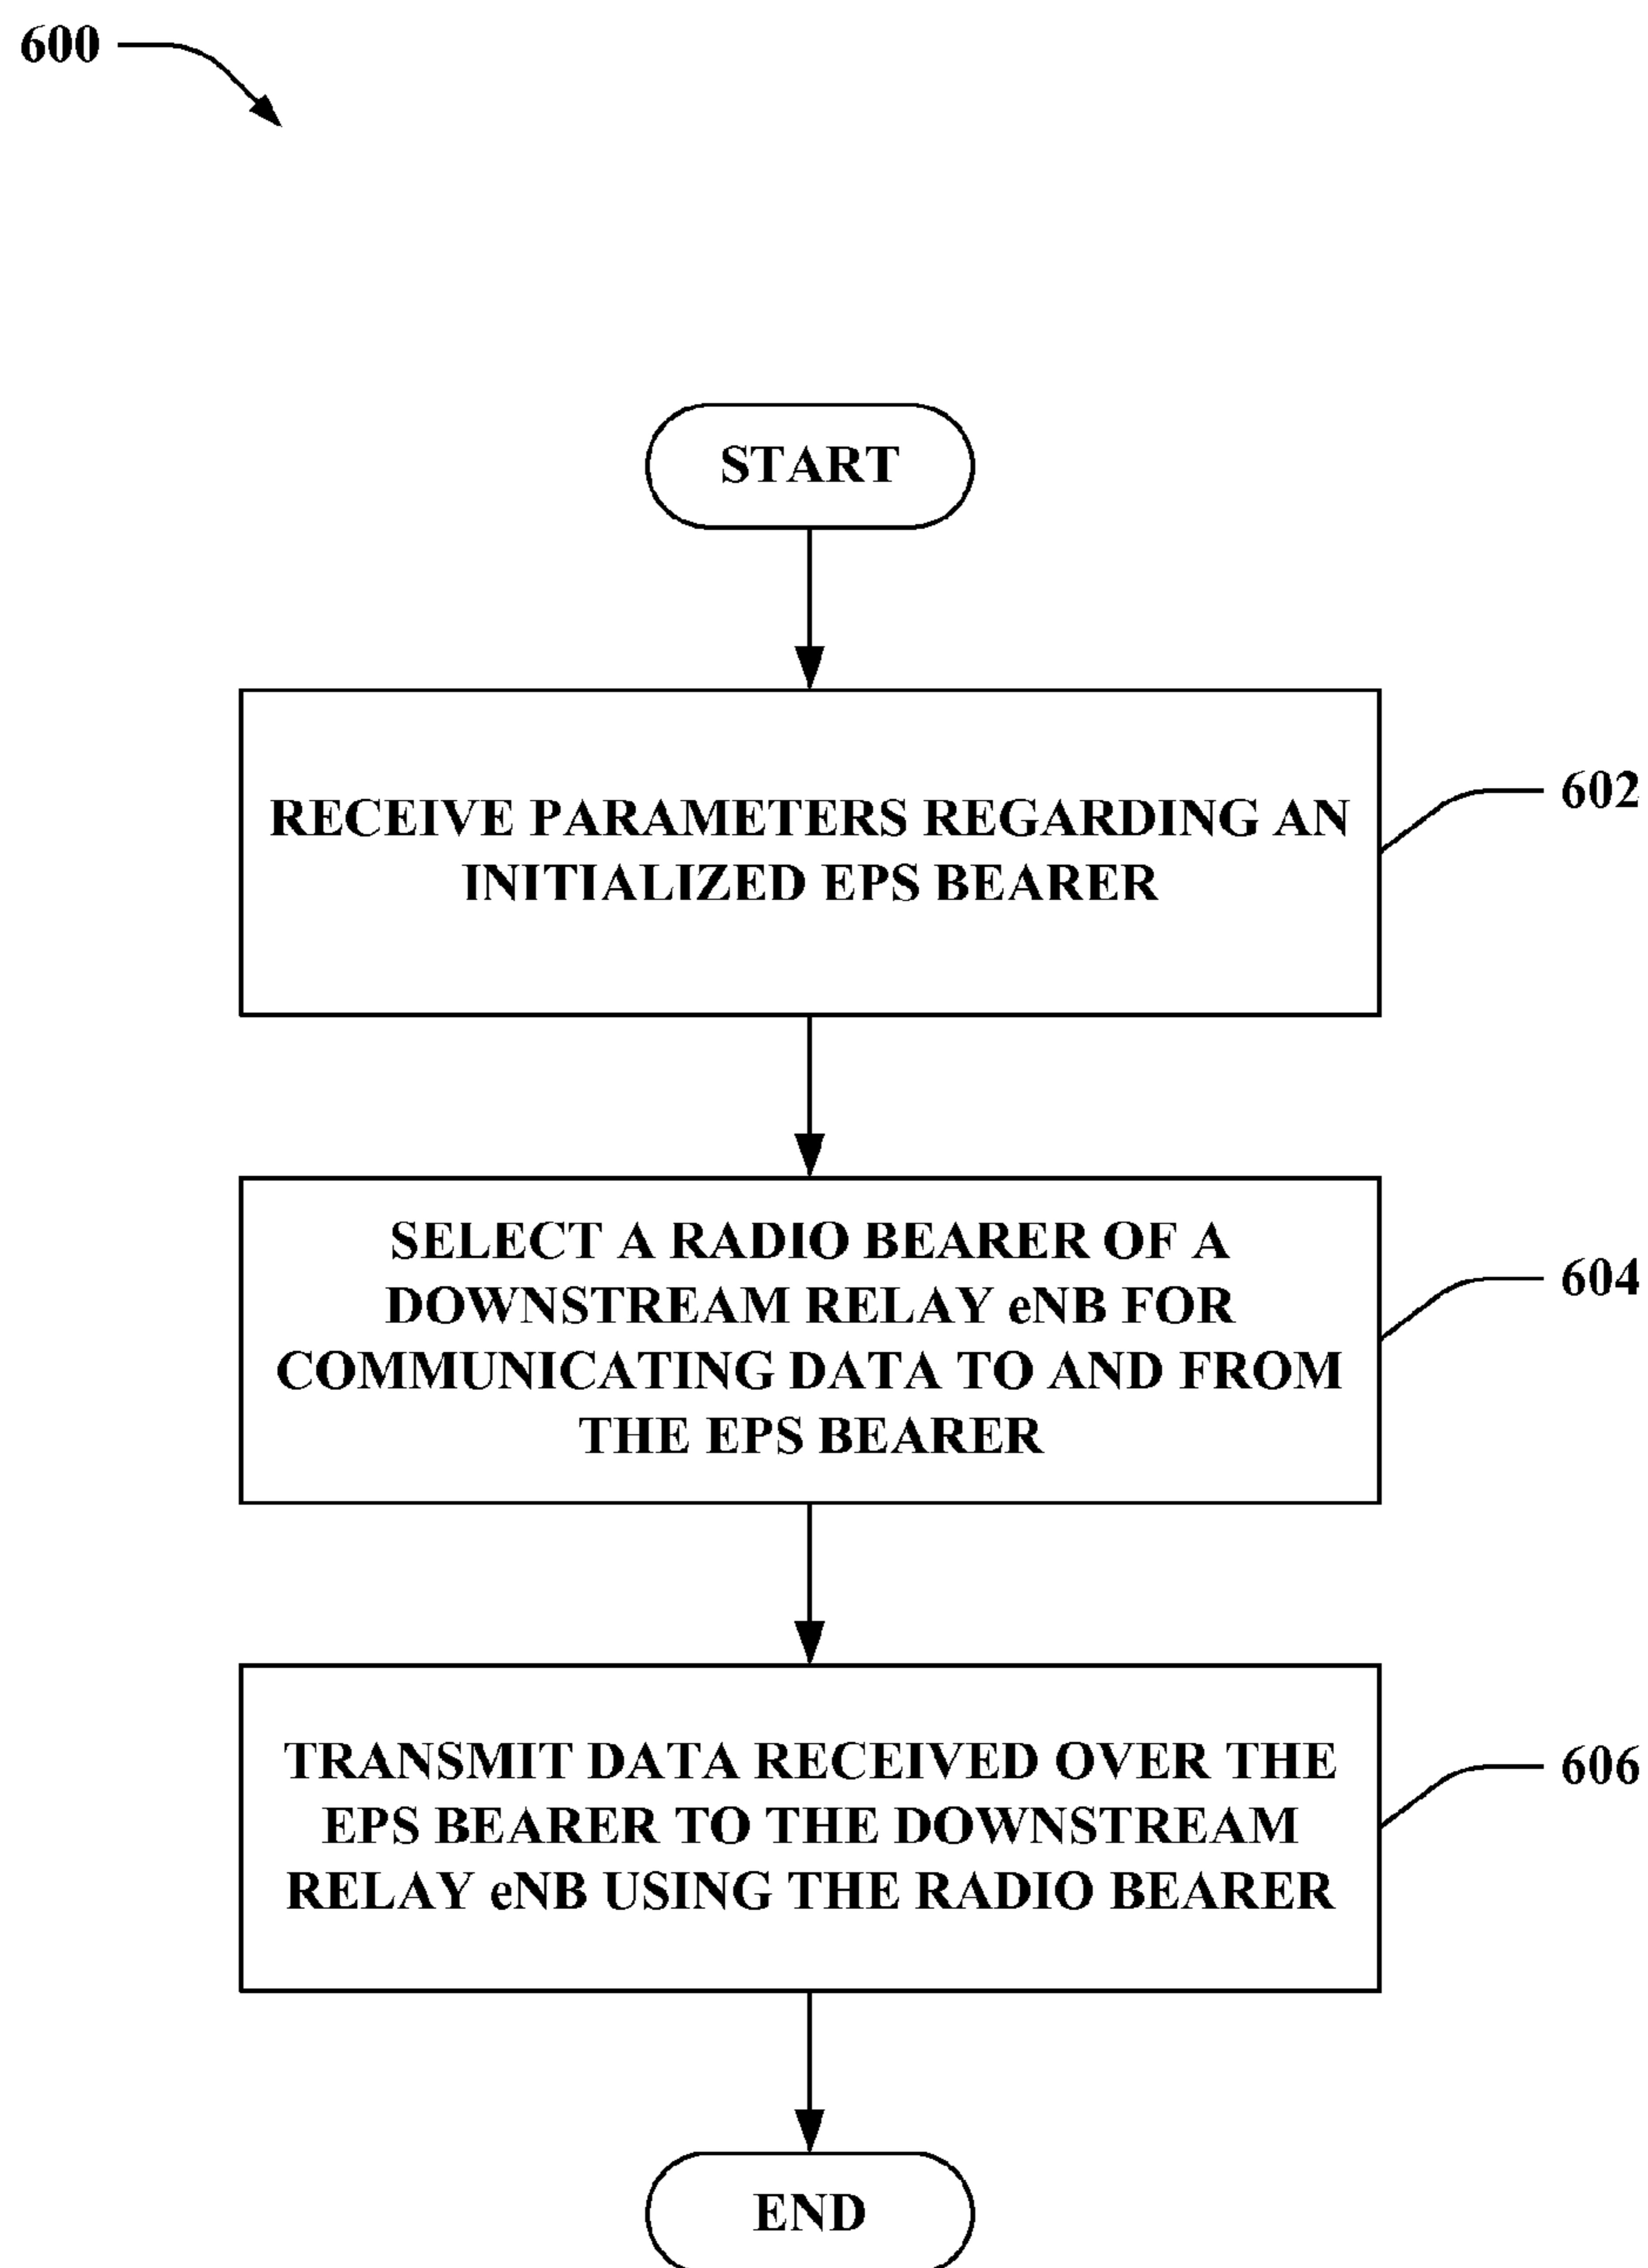 600
START
RECEIVE PARAMETERS REGARDING AN
INITIALIZED EPS BEARER
602
SELECT A RADIO BEARER OF A
DOWNSTREAM RELAY eNB FOR
COMMUNICATING DATA TO AND FROM
THE EPS BEARER
604
TRANSMIT DATA RECEIVED OVER THE
EPS BEARER TO THE DOWNSTREAM
RELAY eNB USING THE RADIO BEARER
606
END